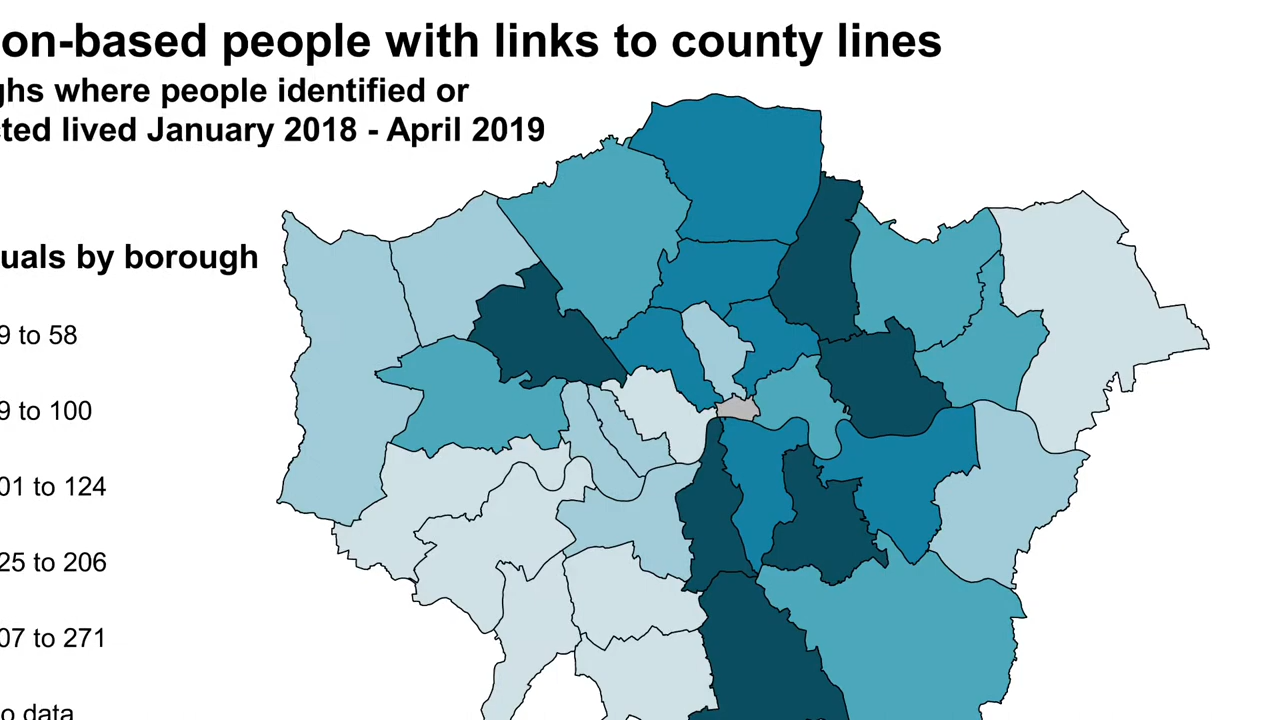 on-based people with links to county lines
ghs where people identified or
cted lived January 2018 - April 2019
uals by borough
9 to 58
9 to 100
01 to 124
25 to 206
07 to 271
o data